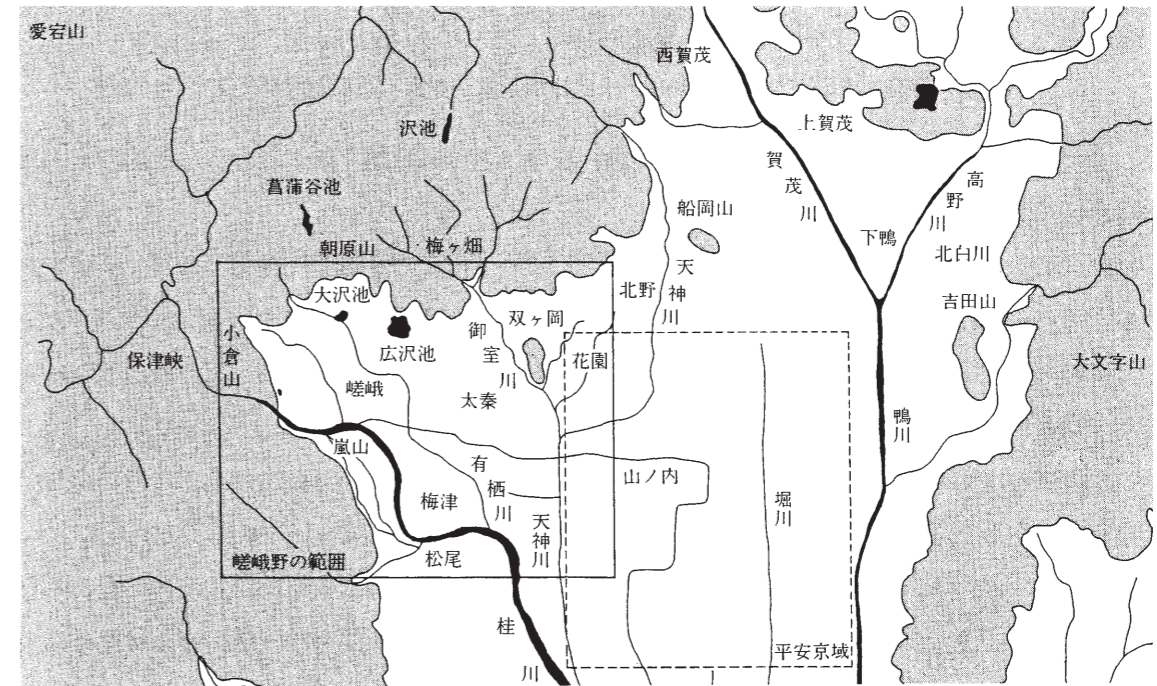 愛宕山
西賀茂
沢池
上賀茂
賀茂川
高野川
菖蒲谷池
船岡山
下鴨
朝原山
梅ヶ畑
北白川
天神川
北野
大沢池
双ヶ岡
吉田山
御室川
小倉山
広沢池
花園
保津峡
大文字山
嵯峨
太秦
鴨川
嵐山
有栖川
山ノ内
梅津
堀川
天神川
嵯峨野の範囲
松尾
桂川
平安京域